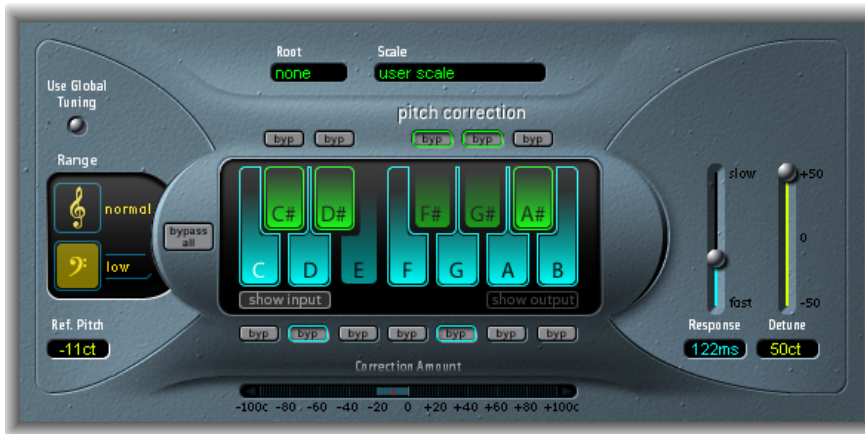 Root
none
Scale
user scale
Use Global
Tuning
pitch correction
byp byp byp byp byp
Range
normal
low
bypass
all
C# D# F# G# A#
C D E F G A B
show input
show output
slow
fast
+50
0
-50
Ref. Pitch
-11ct
byp byp byp byp byp byp byp
Response
122ms
Detune
50ct
Correction Amount
-100c -80 -60 -40 -20 0 +20 +40 +60 +80 +100c